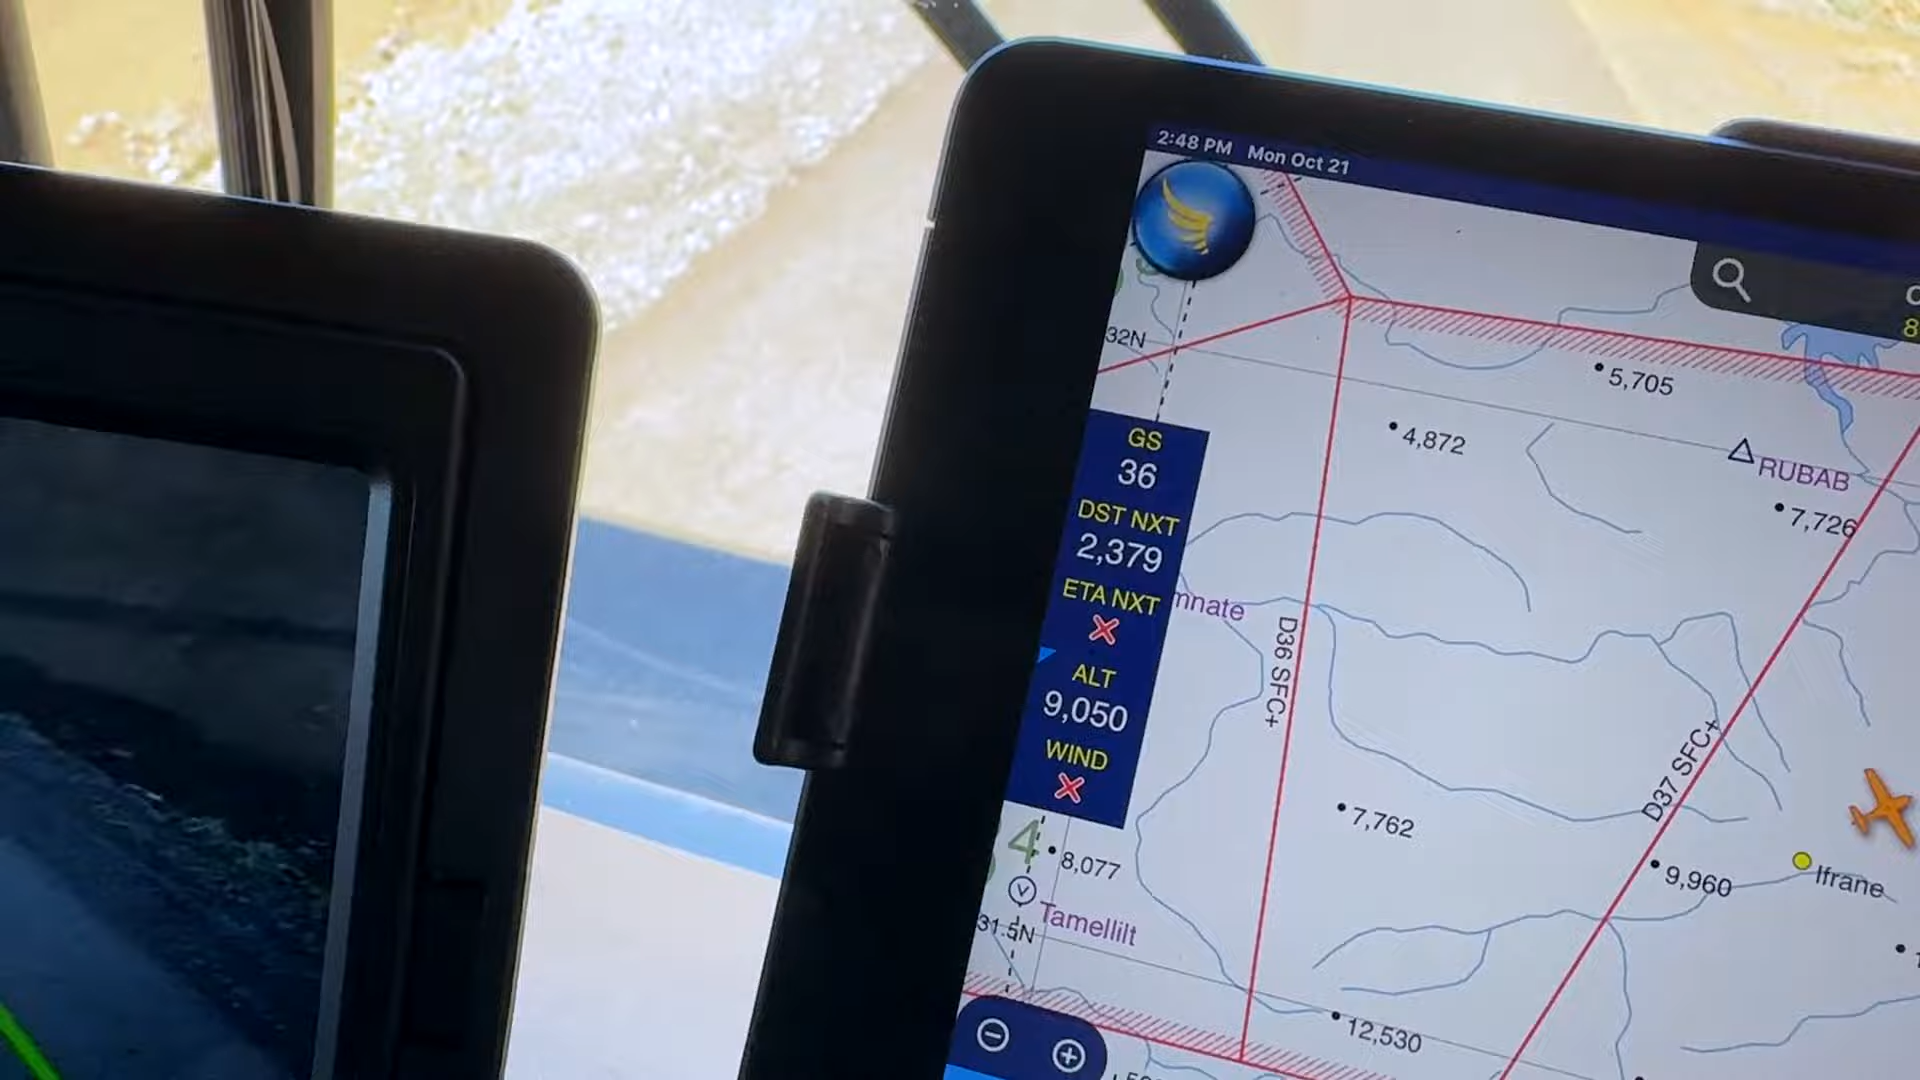 2:48 PM Mon Oct 21
32N
5,705
4,872
RUBAB
7,726
GS
36
DST NXT
2,379
ETA NXT
mnate
ALT
9,050
WIND
D36 SFC+
D37 SFC+
7,762
4
8,077
9,960
Ifrane
Tamellilt
31.5N
12,530